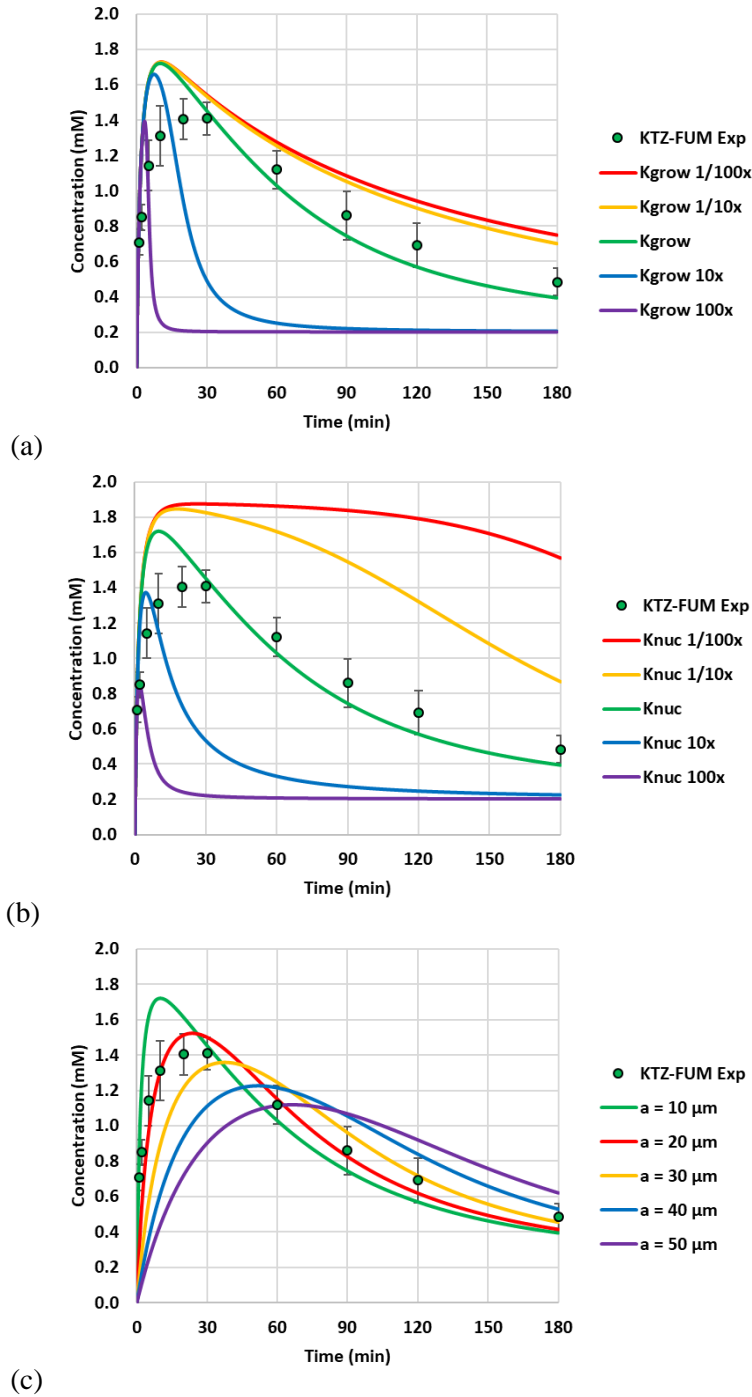 2.0
1.8
1.6
1.4
1.2
1.0
0.8
0.6
0.4
0.2
0.0
Concentration (mM)
0 30 60 90 120 150 180
Time (min)
KTZ-FUM Exp
Kgrow 1/100x
Kgrow 1/10x
Kgrow
Kgrow 10x
Kgrow 100x
(a)
2.0
1.8
1.6
1.4
1.2
1.0
0.8
0.6
0.4
0.2
0.0
Concentration (mM)
0 30 60 90 120 150 180
Time (min)
KTZ-FUM Exp
Knuc 1/100x
Knuc 1/10x
Knuc
Knuc 10x
Knuc 100x
(b)
2.0
1.8
1.6
1.4
1.2
1.0
0.8
0.6
0.4
0.2
0.0
Concentration (mM)
0 30 60 90 120 150 180
Time (min)
KTZ-FUM Exp
a = 10 µm
a = 20 µm
a = 30 µm
a = 40 µm
a = 50 µm
(c)